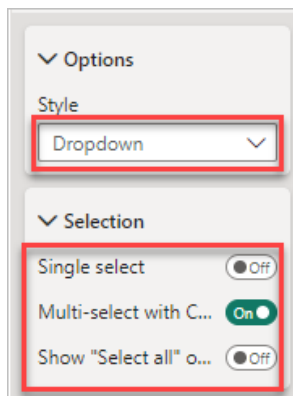 Options
Style
Dropdown
Selection
Single select Off
Multi-select with C... On
Show "Select all" o... Off